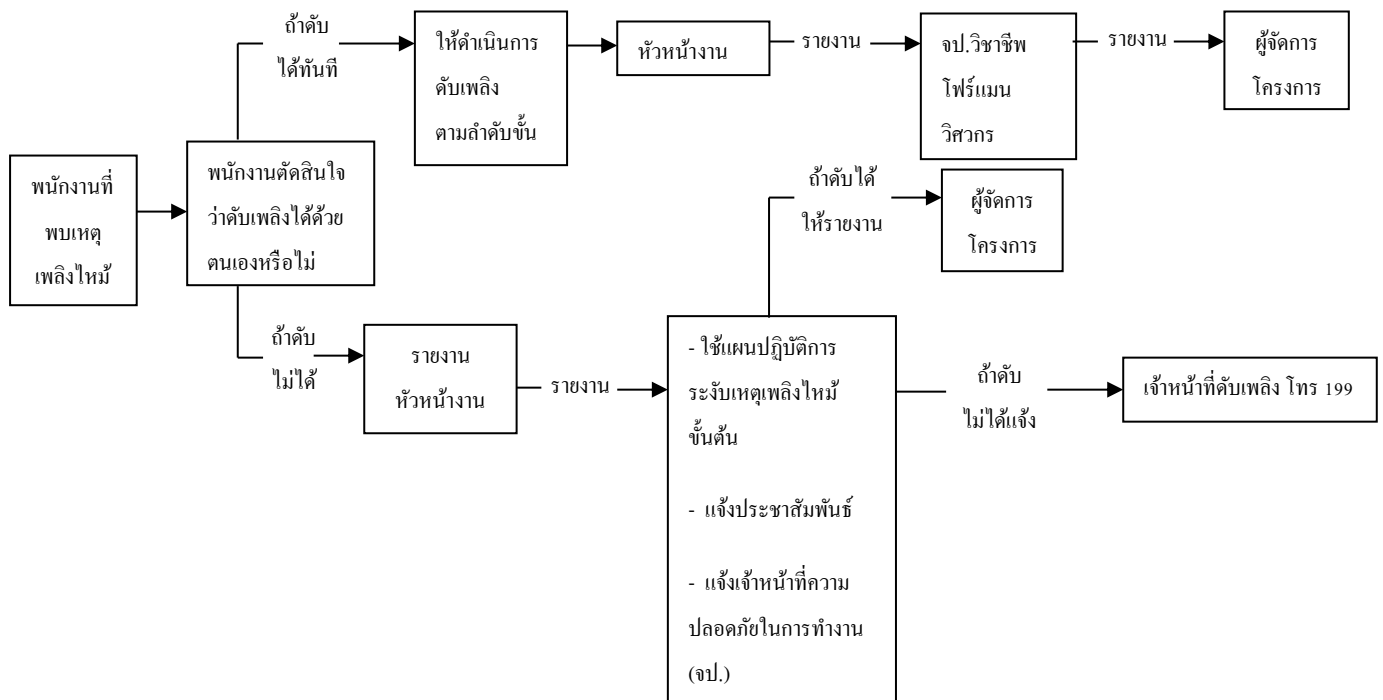 พนักงานที่
พบเหตุ
เพลิงไหม้
พนักงานตัดสินใจ
ว่าดับเพลิงได้ด้วย
ตนเองหรือไม่
ถ้าดับ
ได้ทันที
ให้ดำเนินการ
ดับเพลิง
ตามลำดับขั้น
หัวหน้างาน
รายงาน
จป.วิชาชีพ
โฟร์แมน
วิศวกร
รายงาน
ผู้จัดการ
โครงการ
ถ้าดับ
ไม่ได้
รายงาน
หัวหน้างาน
รายงาน
- ใช้แผนปฏิบัติการ
ระงับเหตุเพลิงไหม้
ขั้นต้น
- แจ้งประชาสัมพันธ์
- แจ้งเจ้าหน้าที่ความ
ปลอดภัยในการทำงาน
(จป.)
ถ้าดับได้
ให้รายงาน
ผู้จัดการ
โครงการ
ถ้าดับ
ไม่ได้แจ้ง
เจ้าหน้าที่ดับเพลิง โทร 199